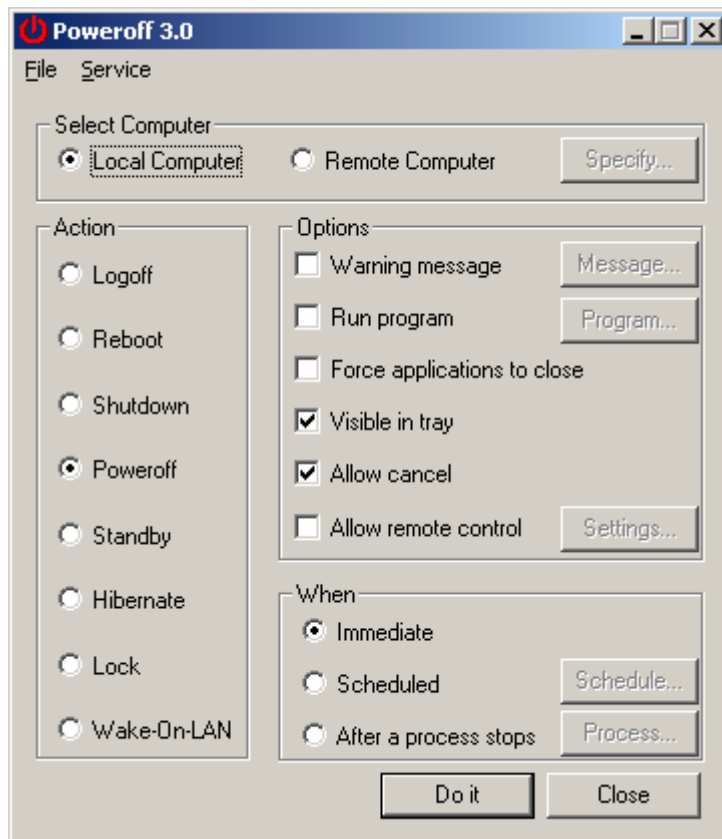 Poweroff 3.0
File Service
Select Computer
Local Computer Remote Computer Specify...
Action
Logoff
Reboot
Shutdown
Poweroff
Standby
Hibernate
Lock
Wake-On-LAN
Options
Warning message Message...
Run program Program...
Force applications to close
Visible in tray
Allow cancel
Allow remote control Settings...
When
Immediate
Scheduled Schedule...
After a process stops Process...
Do it Close